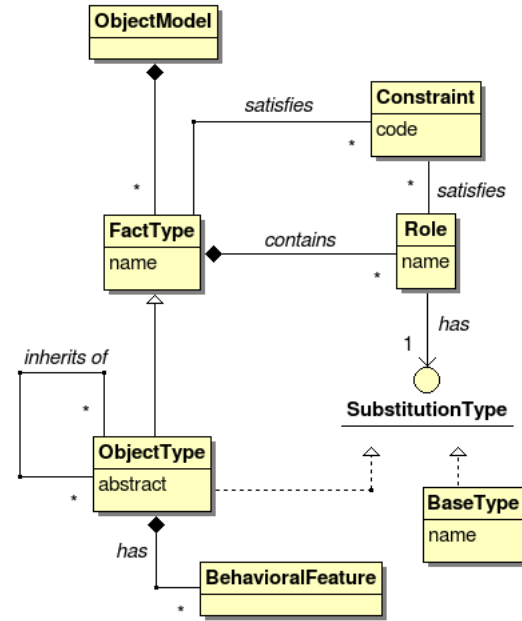 ObjectModel
satisfies
Constraint
code
*
*
*
satisfies
FactType
name
contains
Role
name
*
has
1
inherits of
*
SubstitutionType
ObjectType
abstract
*
BaseType
name
has
BehavioralFeature
*